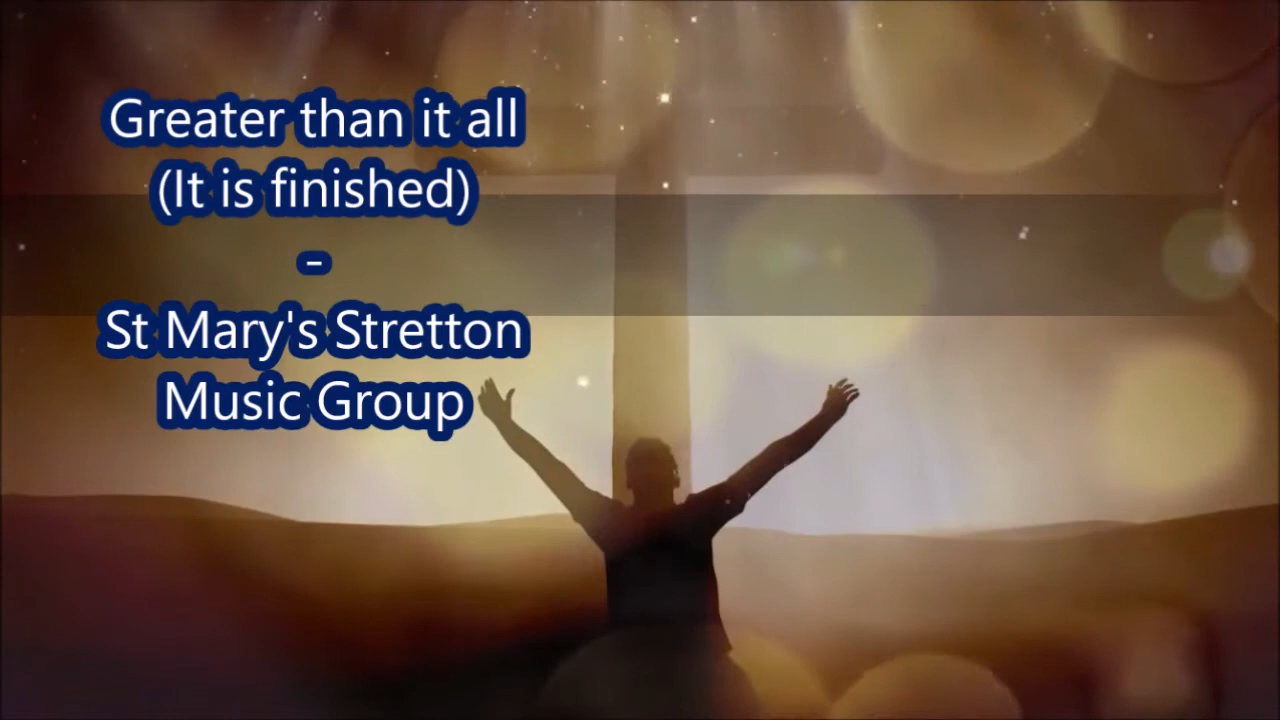 Greater than it all
(It is finished)
-
St Mary's Stretton
Music Group